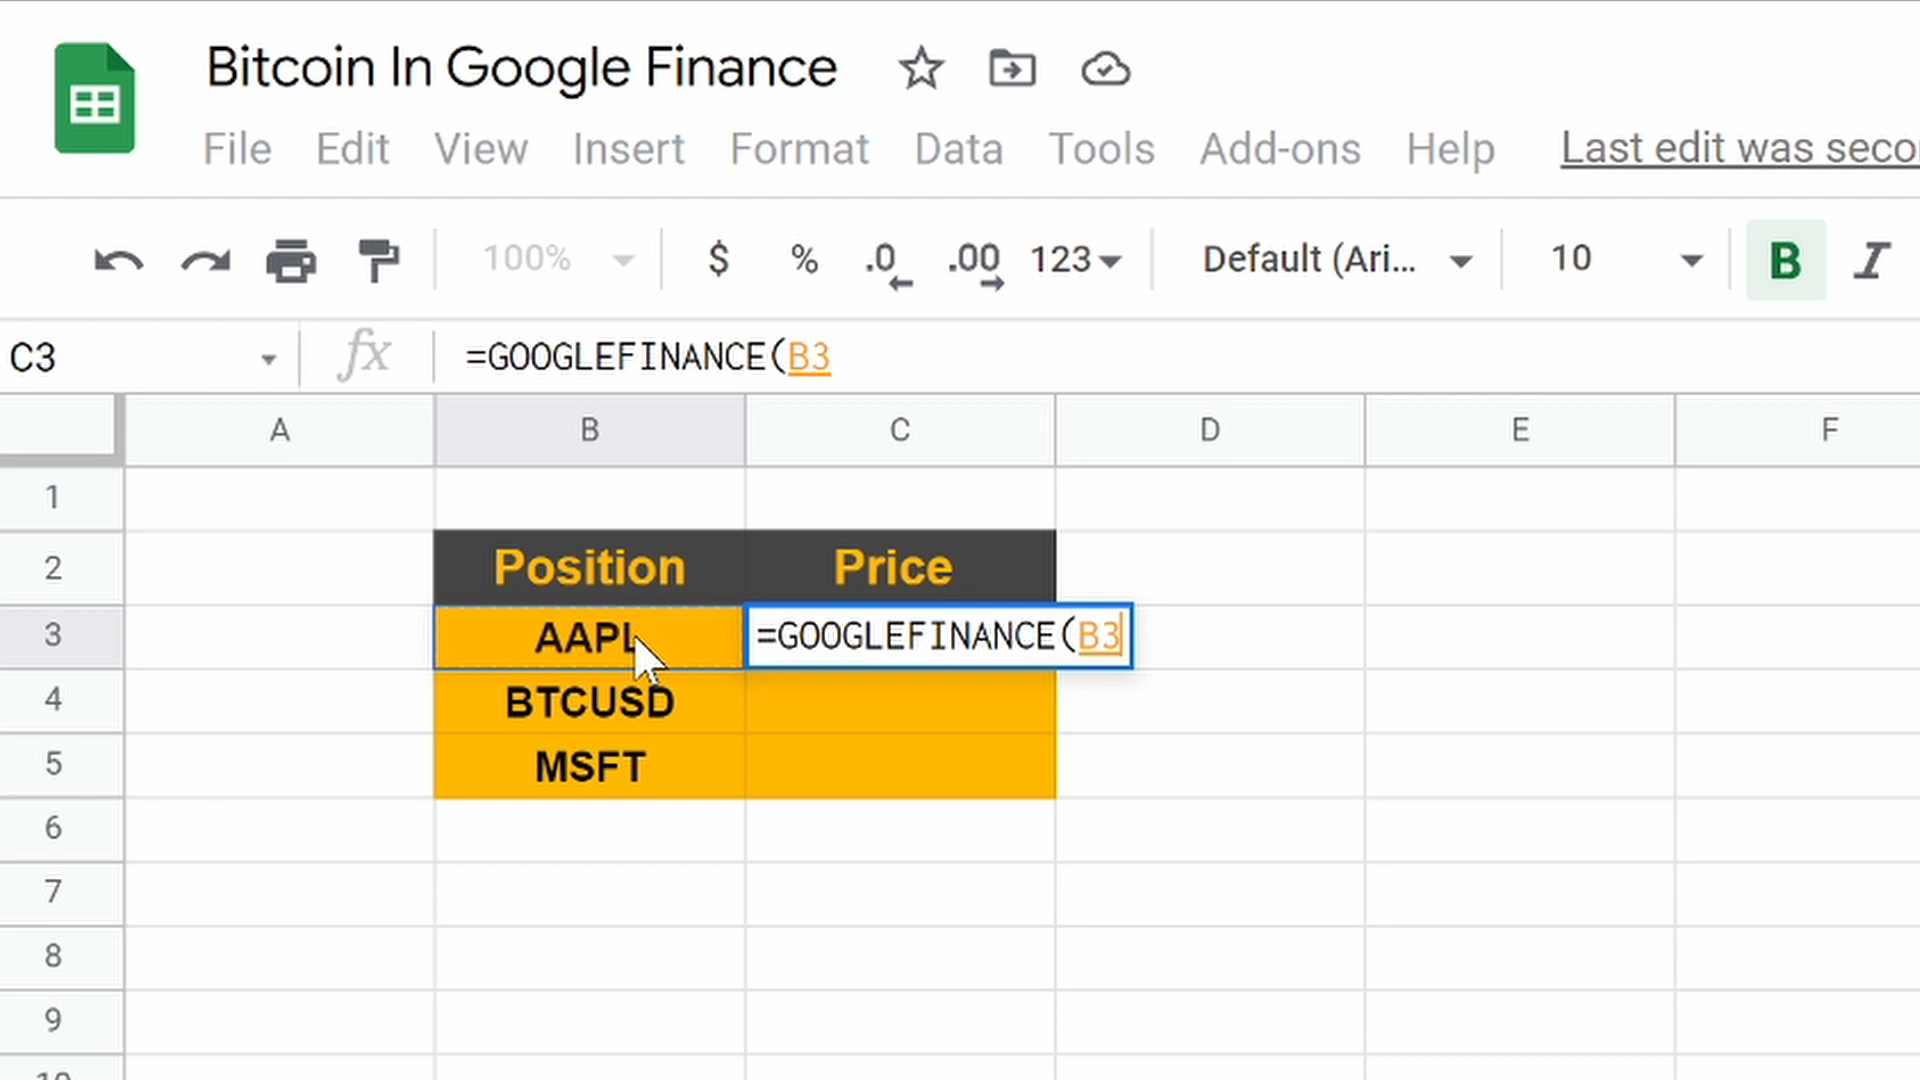 Bitcoin In Google Finance
File Edit View Insert Format Data Tools Add-ons Help Last edit was
100% $ % .0 .00 123 Default (Ari... 10 B I
C3 fx =GOOGLEFINANCE(B3
A B C D E F
1
2 Position Price
3 AAPL =GOOGLEFINANCE(B3
4 BTCUSD
5 MSFT
6
7
8
9
10